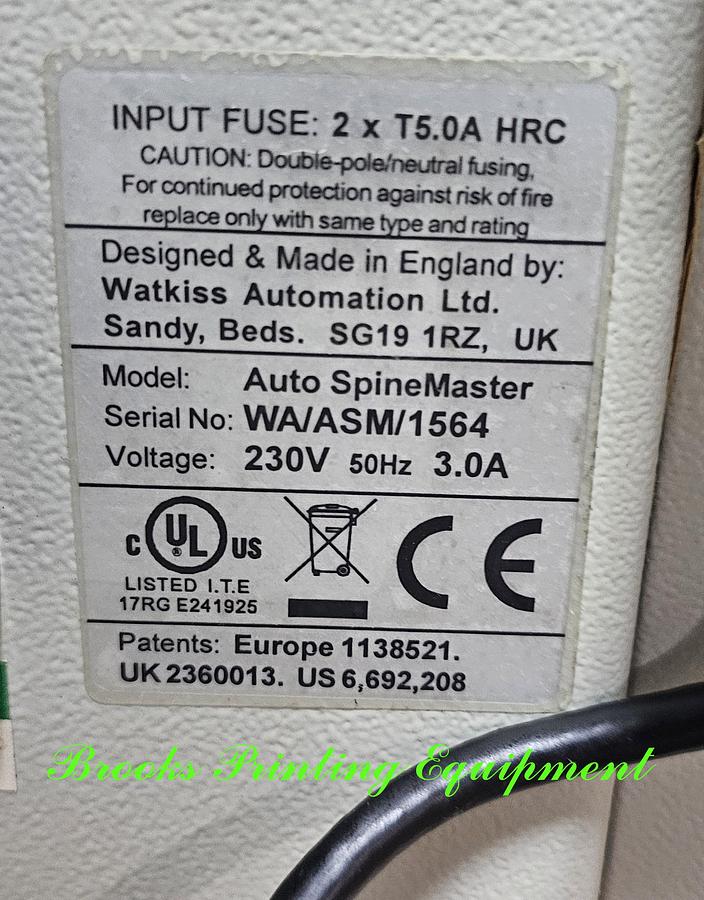 INPUT FUSE: 2 x T5.0A HRC
CAUTION: Double-pole/neutral fusing,
For continued protection against risk of fire
replace only with same type and rating
Designed & Made in England by:
Watkiss Automation Ltd.
Sandy, Beds. SG19 1RZ, UK
Model: Auto SpineMaster
Serial No: WA/ASM/1564
Voltage: 230V 50Hz 3.0A
C UL ® US CE
LISTED I.T.E
17RG E241925
Patents: Europe 1138521.
UK 2360013. US 6,692,208
Brooks Printing Equipment